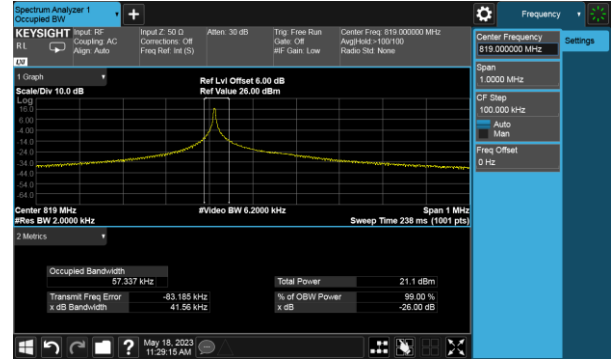 Spectrum Analyzer 1
Occupied BW
Frequency
KEYSIGHT
RL
LXI
Input: RF
Coupling: AC
Align: Auto
Input Z: 50 Ω
Corrections: Off
Freq Ref: Int (S)
Atten: 30 dB
Trig: Free Run
Gate: Off
#IF Gain: Low
Center Freq: 819.000000 MHz
Avg|Hold:>100/100
Radio Std: None
Center Frequency
819.000000 MHz
Settings
Span
1.0000 MHz
CF Step
100.000 kHz
Auto
Man
Freq Offset
0 Hz
1 Graph
Scale/Div 10.0 dB
Ref Lvl Offset 6.00 dB
Ref Value 26.00 dBm
Log
16.0
6.00
-4.00
-14.0
-24.0
-34.0
-44.0
-54.0
-64.0
Center 819 MHz
#Res BW 2.0000 kHz
#Video BW 6.2000 kHz
Span 1 MHz
Sweep Time 238 ms (1001 pts)
2 Metrics
Occupied Bandwidth
57.337 kHz
Total Power 21.1 dBm
Transmit Freq Error -83.185 kHz
% of OBW Power 99.00 %
x dB Bandwidth 41.56 kHz
x dB -26.00 dB
?
May 18, 2023
11:29:15 AM